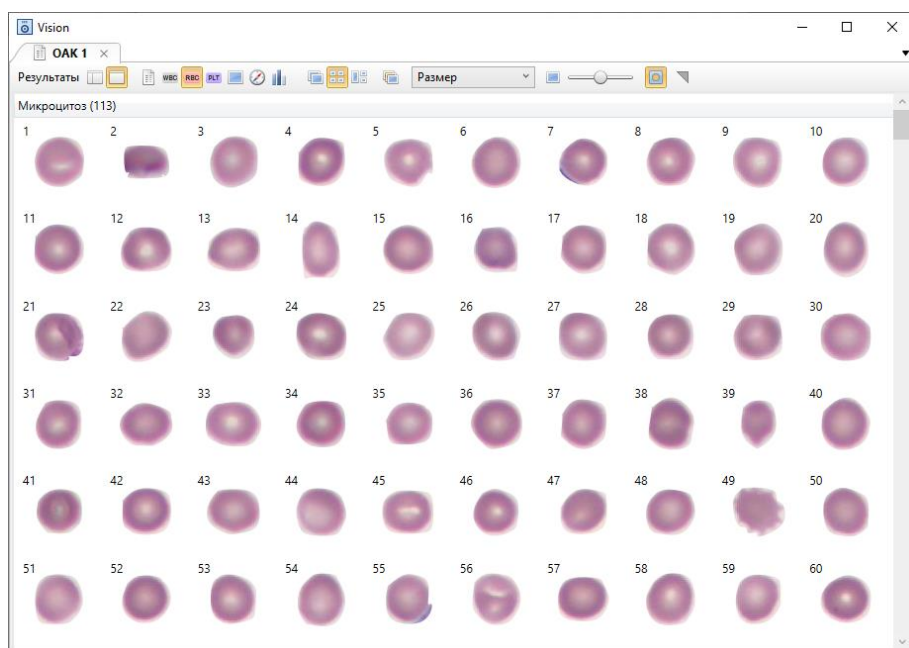 Vision
ОАК 1
Результаты WBC RBC PLT Размер
Микроцитоз (113)
1 2 3 4 5 6 7 8 9 10
11 12 13 14 15 16 17 18 19 20
21 22 23 24 25 26 27 28 29 30
31 32 33 34 35 36 37 38 39 40
41 42 43 44 45 46 47 48 49 50
51 52 53 54 55 56 57 58 59 60